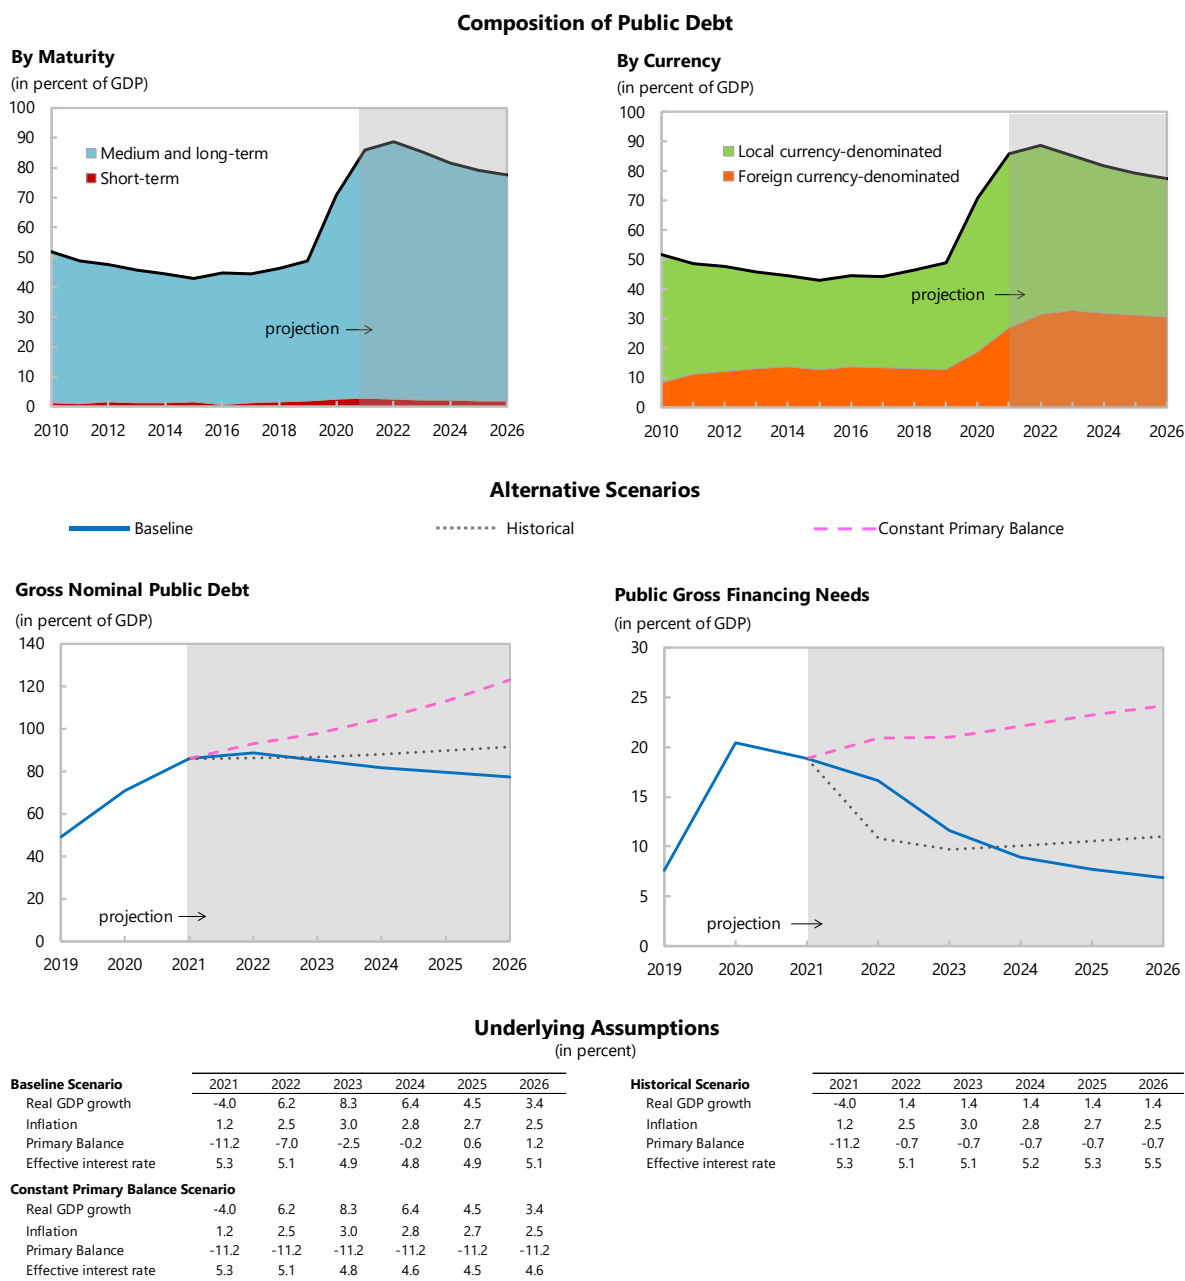 Composition of Public Debt
By Maturity
(in percent of GDP)
100
90
80
70
60
50
40
30
20
10
0
Medium and long-term
Short-term
projection
2010 2012 2014 2016 2018 2020 2022 2024 2026
By Currency
(in percent of GDP)
100
90
80
70
60
50
40
30
20
10
0
Local currency-denominated
Foreign currency-denominated
projection
2010 2012 2014 2016 2018 2020 2022 2024 2026
Alternative Scenarios
Baseline Historical Constant Primary Balance
Gross Nominal Public Debt
(in percent of GDP)
140
120
100
80
60
40
20
0
projection
2019 2020 2021 2022 2023 2024 2025 2026
Public Gross Financing Needs
(in percent of GDP)
30
25
20
15
10
5
0
projection
2019 2020 2021 2022 2023 2024 2025 2026
Underlying Assumptions
(in percent)
Baseline Scenario 2021 2022 2023 2024 2025 2026
Real GDP growth -4.0 6.2 8.3 6.4 4.5 3.4
Inflation 1.2 2.5 3.0 2.8 2.7 2.5
Primary Balance -11.2 -7.0 -2.5 -0.2 0.6 1.2
Effective interest rate 5.3 5.1 4.9 4.8 4.9 5.1
Constant Primary Balance Scenario
Real GDP growth -4.0 6.2 8.3 6.4 4.5 3.4
Inflation 1.2 2.5 3.0 2.8 2.7 2.5
Primary Balance -11.2 -11.2 -11.2 -11.2 -11.2 -11.2
Effective interest rate 5.3 5.1 4.8 4.6 4.5 4.6
Historical Scenario 2021 2022 2023 2024 2025 2026
Real GDP growth -4.0 1.4 1.4 1.4 1.4 1.4
Inflation 1.2 2.5 3.0 2.8 2.7 2.5
Primary Balance -11.2 -0.7 -0.7 -0.7 -0.7 -0.7
Effective interest rate 5.3 5.1 5.1 5.2 5.3 5.5